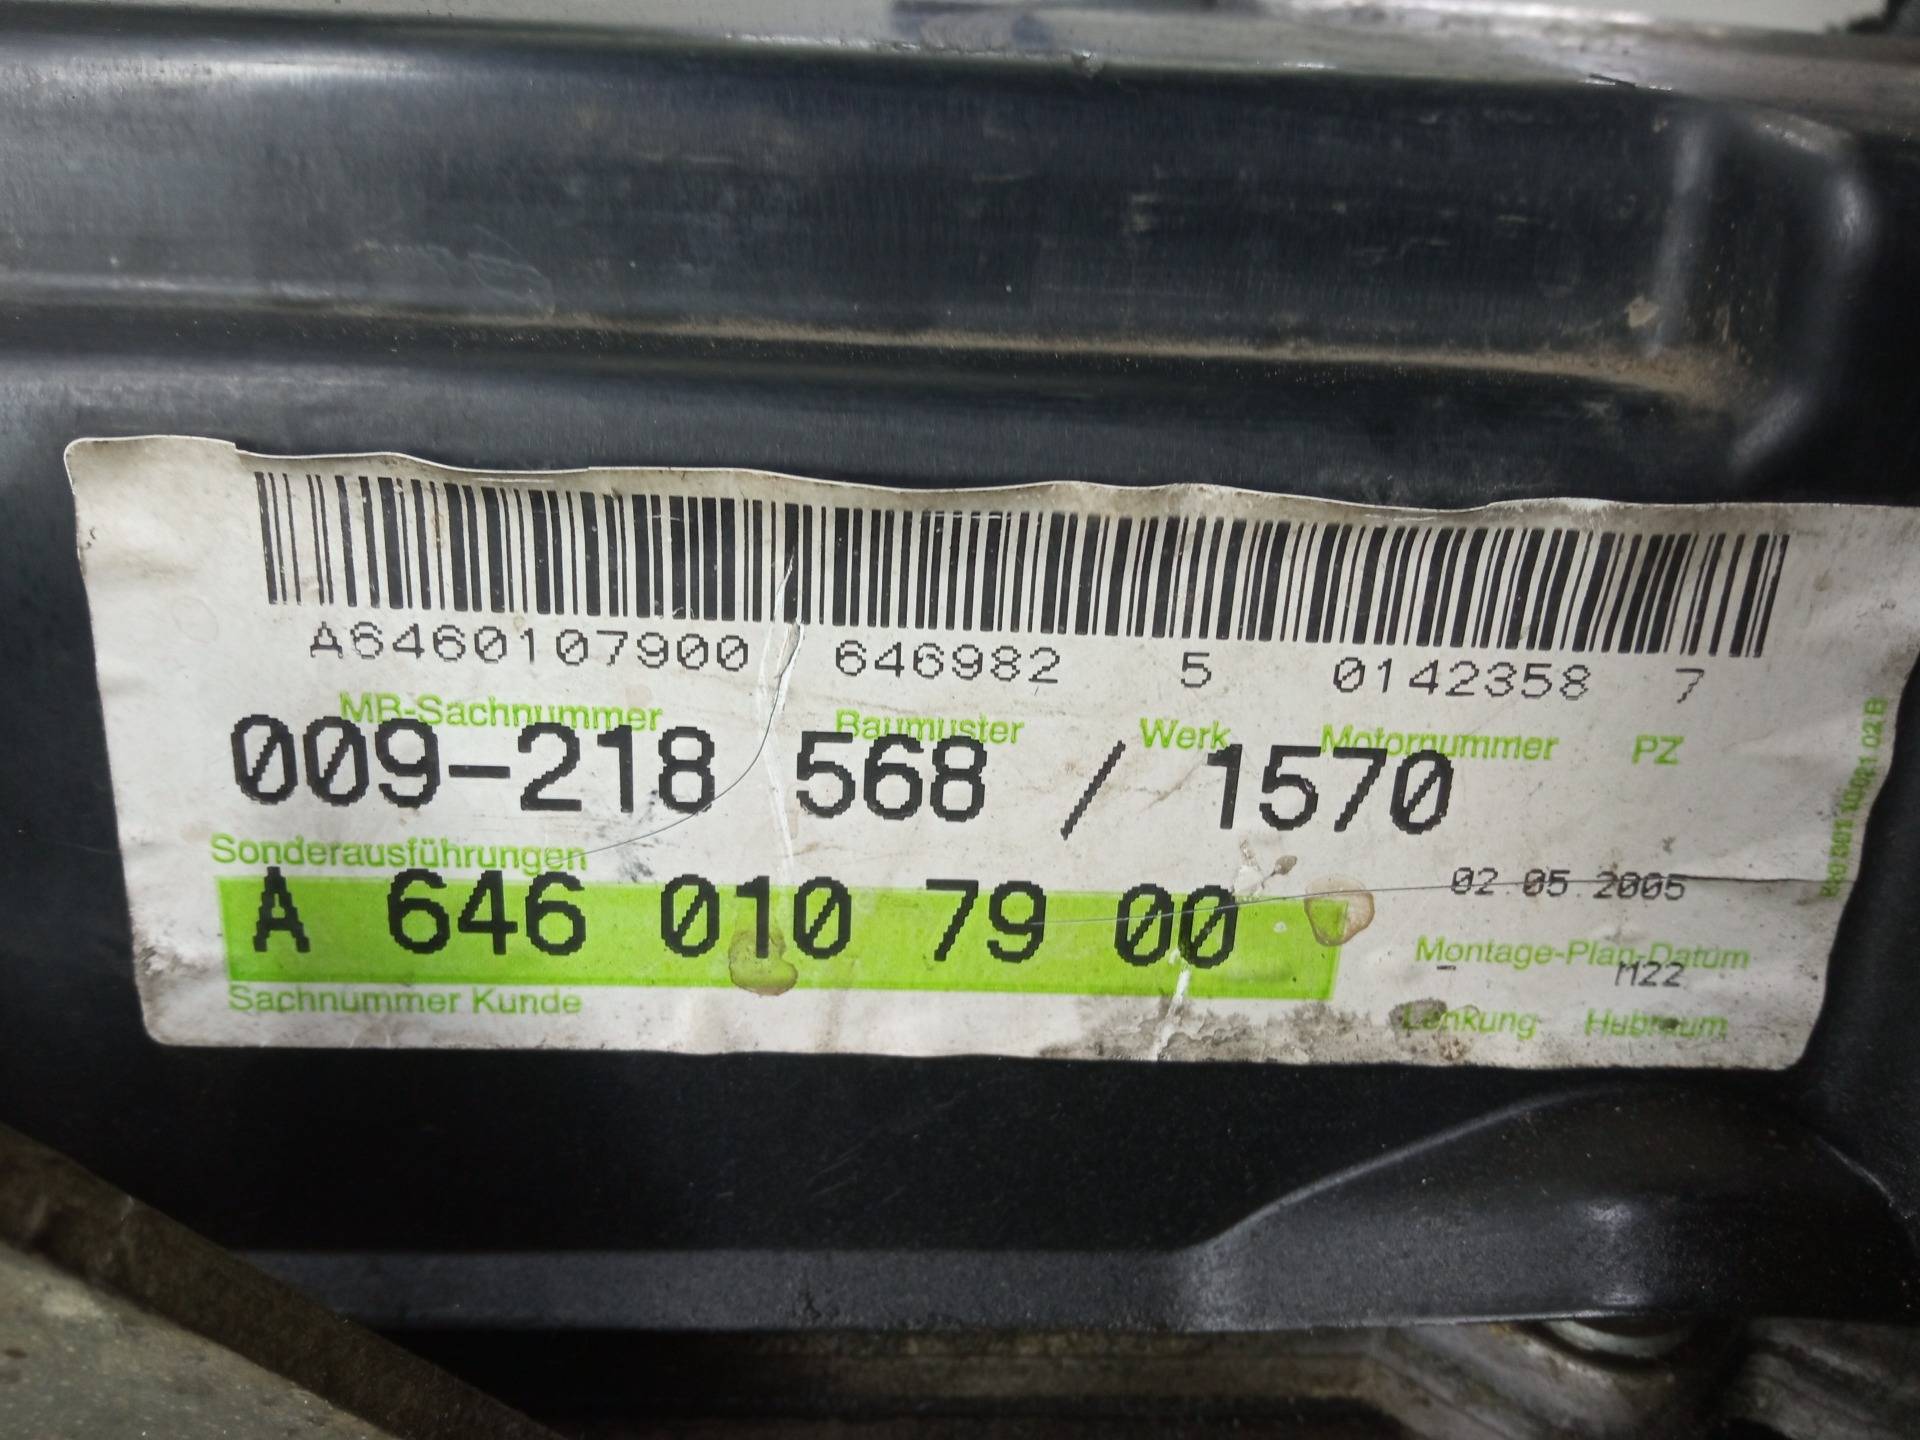 A6460107900 646982 5 0142358 7
MB-Sachnummer Baumuster Werk Motornummer PZ
009-218 568 / 1570
Sonderausführungen
02.05.2005
A 646 010 79 00
Montage-Plan-Datum
- M22
Sachnummer Kunde
Lenkung Hubraum